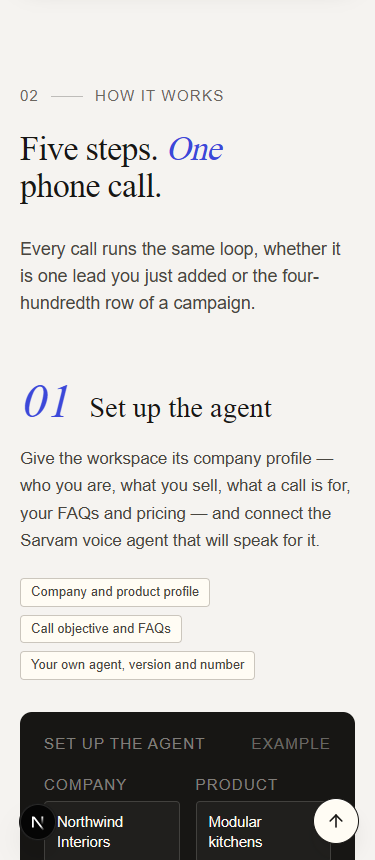 02 HOW IT WORKS
Five steps. One
phone call.
Every call runs the same loop, whether it
is one lead you just added or the four-
hundredth row of a campaign.
01 Set up the agent
Give the workspace its company profile —
who you are, what you sell, what a call is for,
your FAQs and pricing — and connect the
Sarvam voice agent that will speak for it.
Company and product profile
Call objective and FAQs
Your own agent, version and number
SET UP THE AGENT EXAMPLE
COMPANY PRODUCT
N Northwind Modular
Interiors kitchens